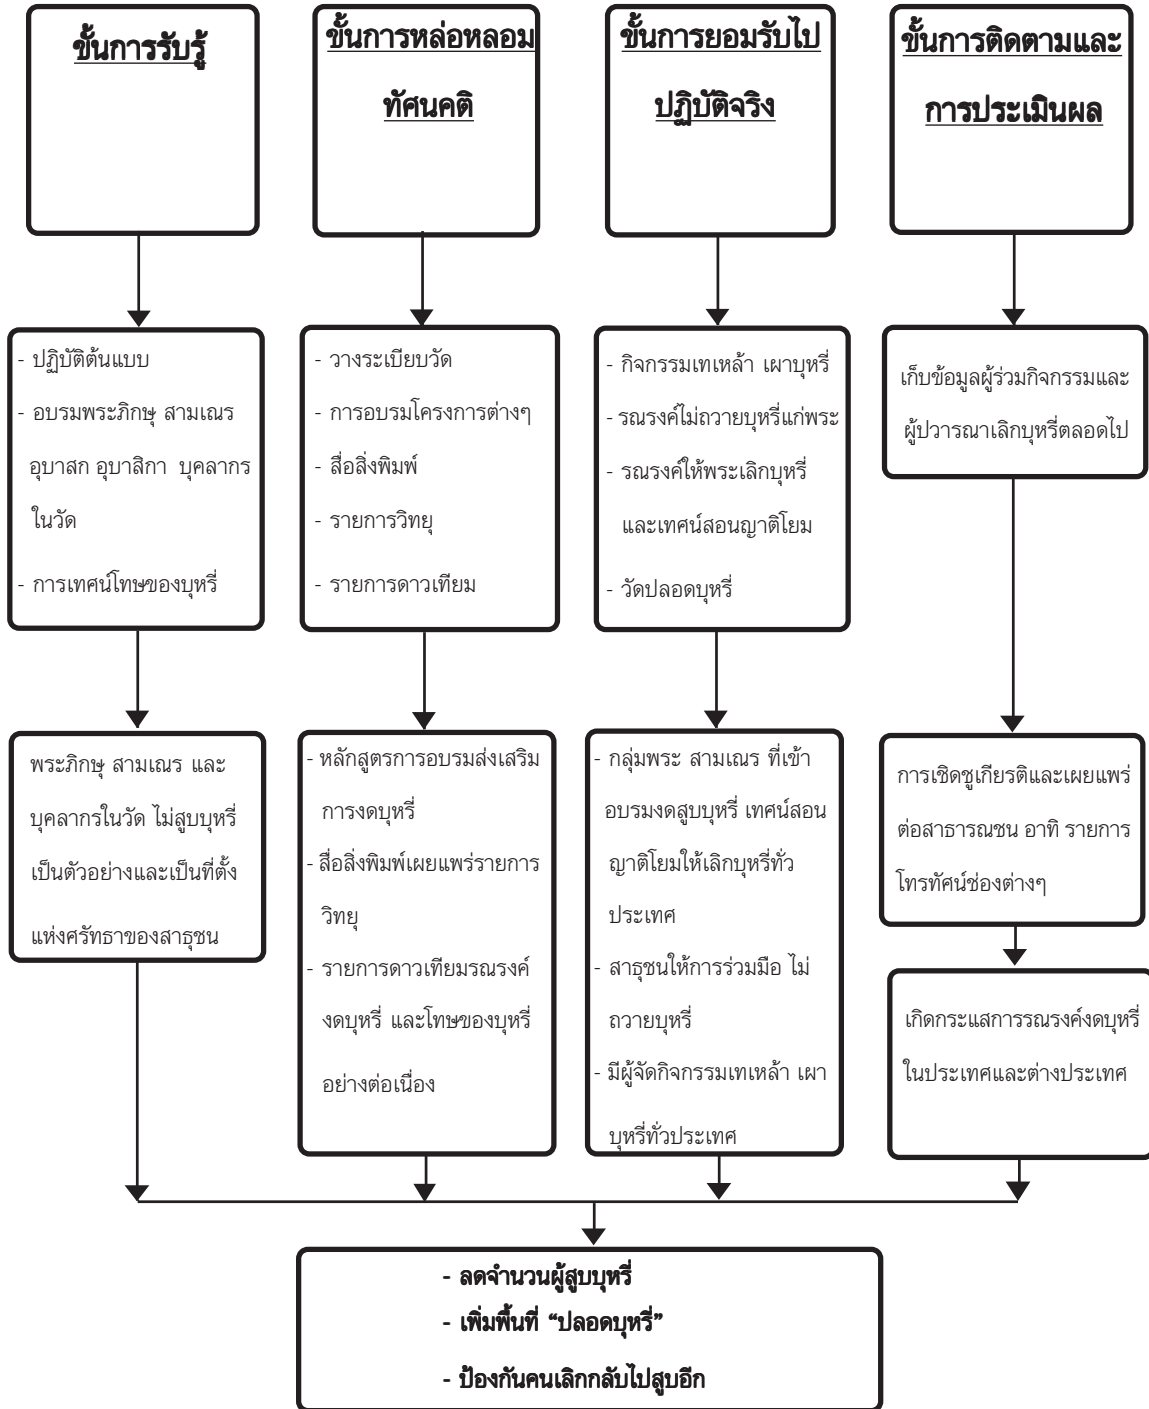 ขั้นการรับรู้
ขั้นการหล่อหลอม
ทัศนคติ
ขั้นการยอมรับไป
ปฏิบัติจริง
ขั้นการติดตามและ
การประเมินผล
- ปฏิบัติต้นแบบ
- อบรมพระภิกษุ สามเณร
อุบาสก อุบาสิกา บุคลากร
ในวัด
- การเทศน์โทษของบุหรี่
- วางระเบียบวัด
- การอบรมโครงการต่างๆ
- สื่อสิ่งพิมพ์
- รายการวิทยุ
- รายการดาวเทียม
- กิจกรรมเทเหล้า เผาบุหรี่
- รณรงค์ไม่ถวายบุหรี่แก่พระ
- รณรงค์ให้พระเลิกบุหรี่
และเทศน์สอนญาติโยม
- วัดปลอดบุหรี่
เก็บข้อมูลผู้ร่วมกิจกรรมและ
ผู้ปวารณาเลิกบุหรี่ตลอดไป
พระภิกษุ สามเณร และ
บุคลากรในวัด ไม่สูบบุหรี่
เป็นตัวอย่างและเป็นที่ตั้ง
แห่งศรัทธาของสาธุชน
- หลักสูตรการอบรมส่งเสริม
การงดบุหรี่
- สื่อสิ่งพิมพ์เผยแพร่รายการ
วิทยุ
- รายการดาวเทียมรณรงค์
งดบุหรี่ และโทษของบุหรี่
อย่างต่อเนื่อง
- กลุ่มพระ สามเณร ที่เข้า
อบรมงดสูบบุหรี่ เทศน์สอน
ญาติโยมให้เลิกบุหรี่ทั่ว
ประเทศ
- สาธุชนให้การร่วมมือ ไม่
ถวายบุหรี่
- มีผู้จัดกิจกรรมเทเหล้า เผา
บุหรี่ทั่วประเทศ
การเชิดชูเกียรติและเผยแพร่
ต่อสาธารณชน อาทิ รายการ
โทรทัศน์ช่องต่างๆ
เกิดกระแสการรณรงค์งดบุหรี่
ในประเทศและต่างประเทศ
- ลดจำนวนผู้สูบบุหรี่
- เพิ่มพื้นที่ “ปลอดบุหรี่”
- ป้องกันคนเลิกกลับไปสูบอีก